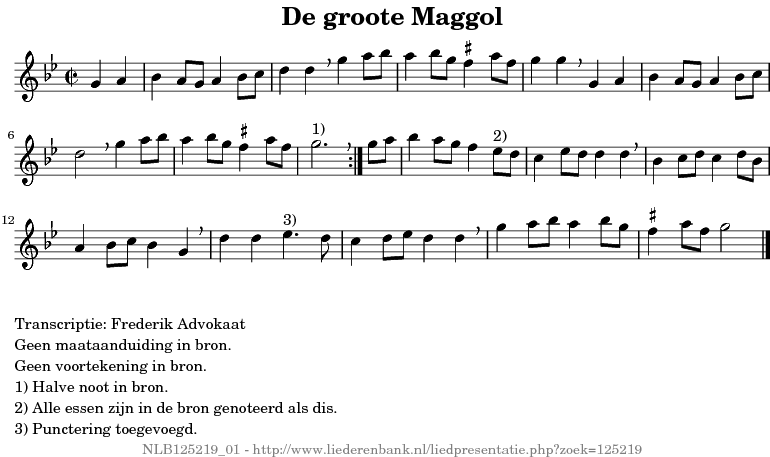 De groote Maggol
1)
2)
6
3)
12
Transcriptie: Frederik Advokaat
Geen maataanduiding in bron.
Geen voortekening in bron.
1) Halve noot in bron.
2) Alle essen zijn in de bron genoteerd als dis.
3) Punctering toegevoegd.
NLB125219_01 - http://www.liederenbank.nl/liedpresentatie.php?zoek=125219